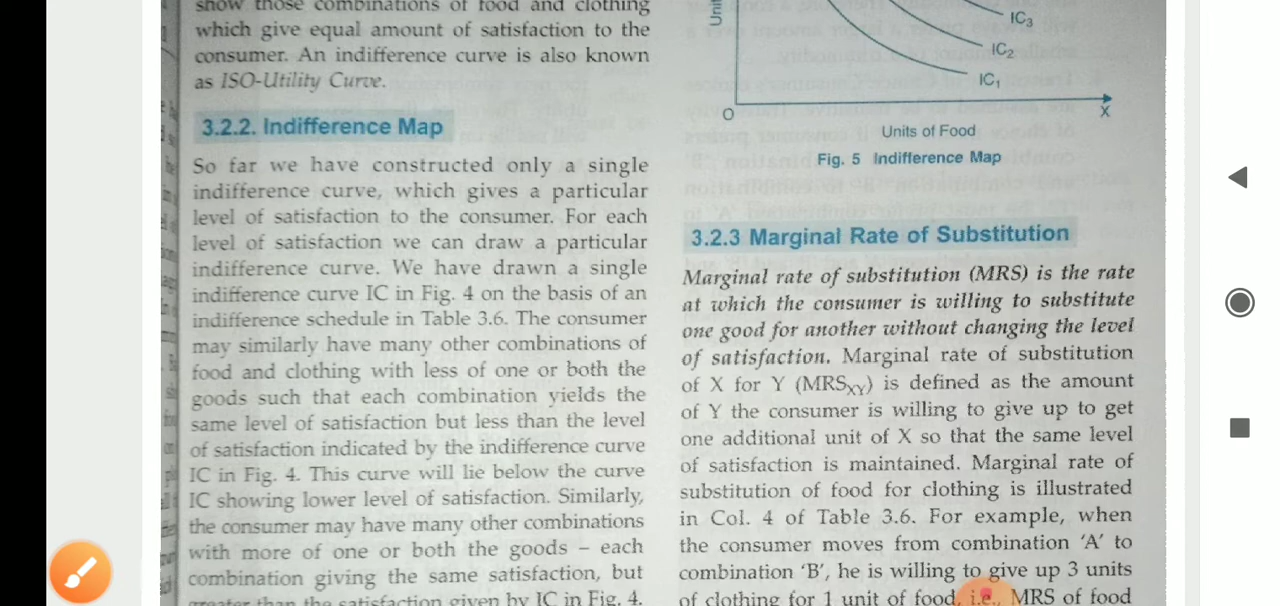 show those combinations of food and clothing
which give equal amount of satisfaction to the
consumer. An indifference curve is also known
as ISO-Utility Curve.
3.2.2. Indifference Map
So far we have constructed only a single
indifference curve, which gives a particular
level of satisfaction to the consumer. For each
level of satisfaction we can draw a particular
indifference curve. We have drawn a single
indifference curve IC in Fig. 4 on the basis of an
indifference schedule in Table 3.6. The consumer
may similarly have many other combinations of
food and clothing with less of one or both the
goods such that each combination yields the
same level of satisfaction but less than the level
of satisfaction indicated by the indifference curve
IC in Fig. 4. This curve will lie below the curve
IC showing lower level of satisfaction. Similarly,
the consumer may have many other combinations
with more of one or both the goods – each
combination giving the same satisfaction, but
greater than the satisfaction given by IC in Fig. 4.
IC₃
IC₂
IC₁
O
X
Units of Food
Fig. 5 Indifference Map
3.2.3 Marginal Rate of Substitution
Marginal rate of substitution (MRS) is the rate
at which the consumer is willing to substitute
one good for another without changing the level
of satisfaction. Marginal rate of substitution
of X for Y (MRSXY) is defined as the amount
of Y the consumer is willing to give up to get
one additional unit of X so that the same level
of satisfaction is maintained. Marginal rate of
substitution of food for clothing is illustrated
in Col. 4 of Table 3.6. For example, when
the consumer moves from combination 'A' to
combination 'B', he is willing to give up 3 units
of clothing for 1 unit of food, i.e., MRS of food